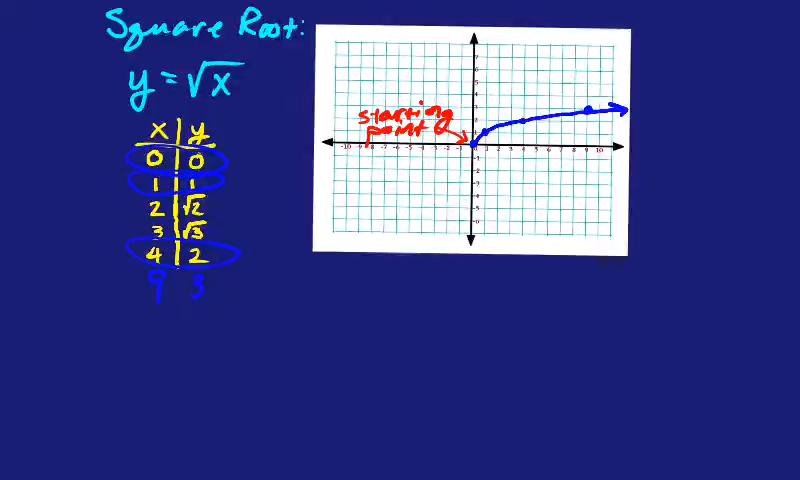 Square Root:
y = √x
x y
0 0
1 1
2 √2
3 √3
4 2
9 3
starting
point